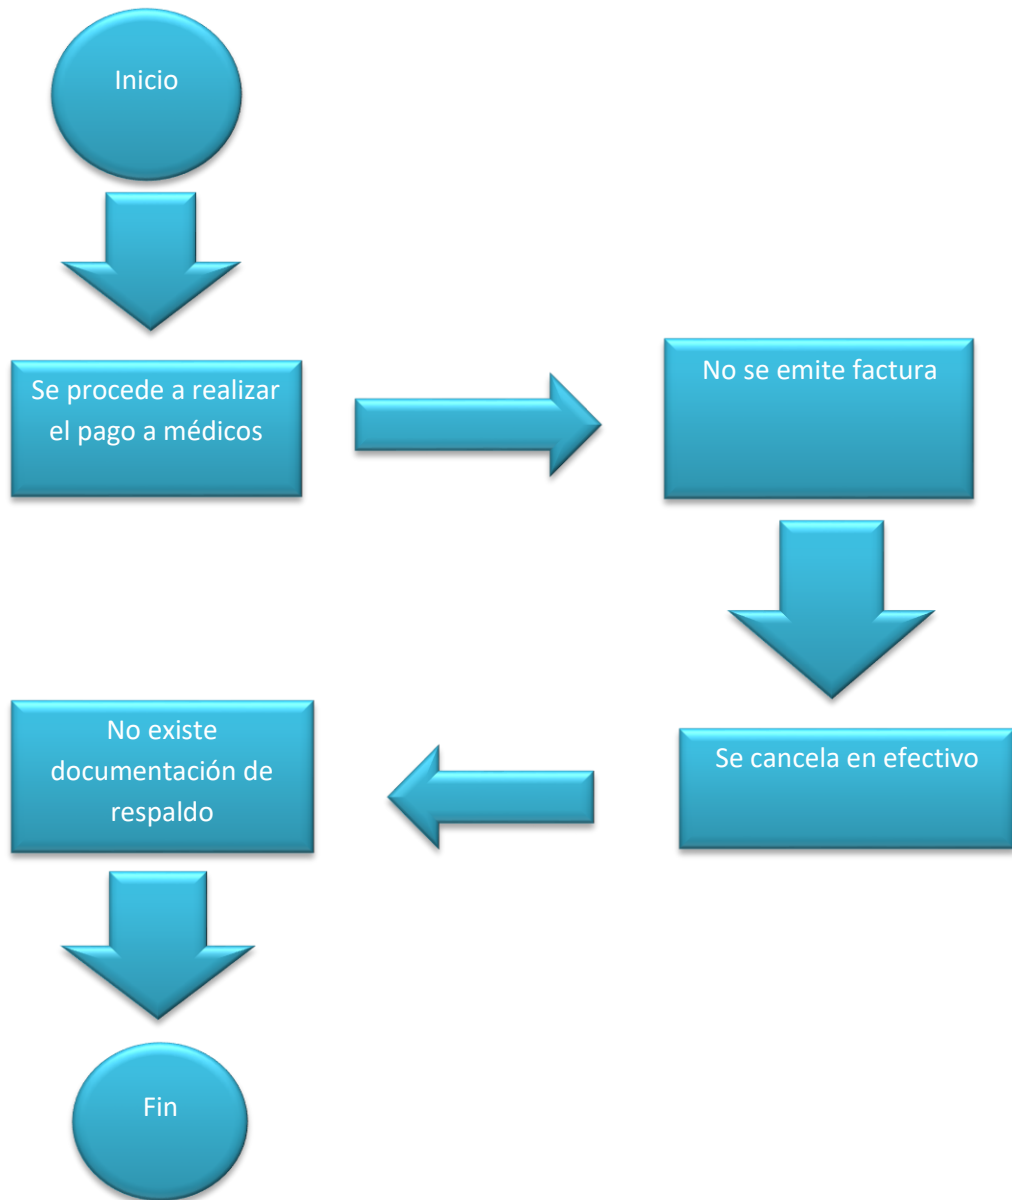 Inicio
Se procede a realizar
el pago a médicos
No se emite factura
Se cancela en efectivo
No existe
documentación de
respaldo
Fin